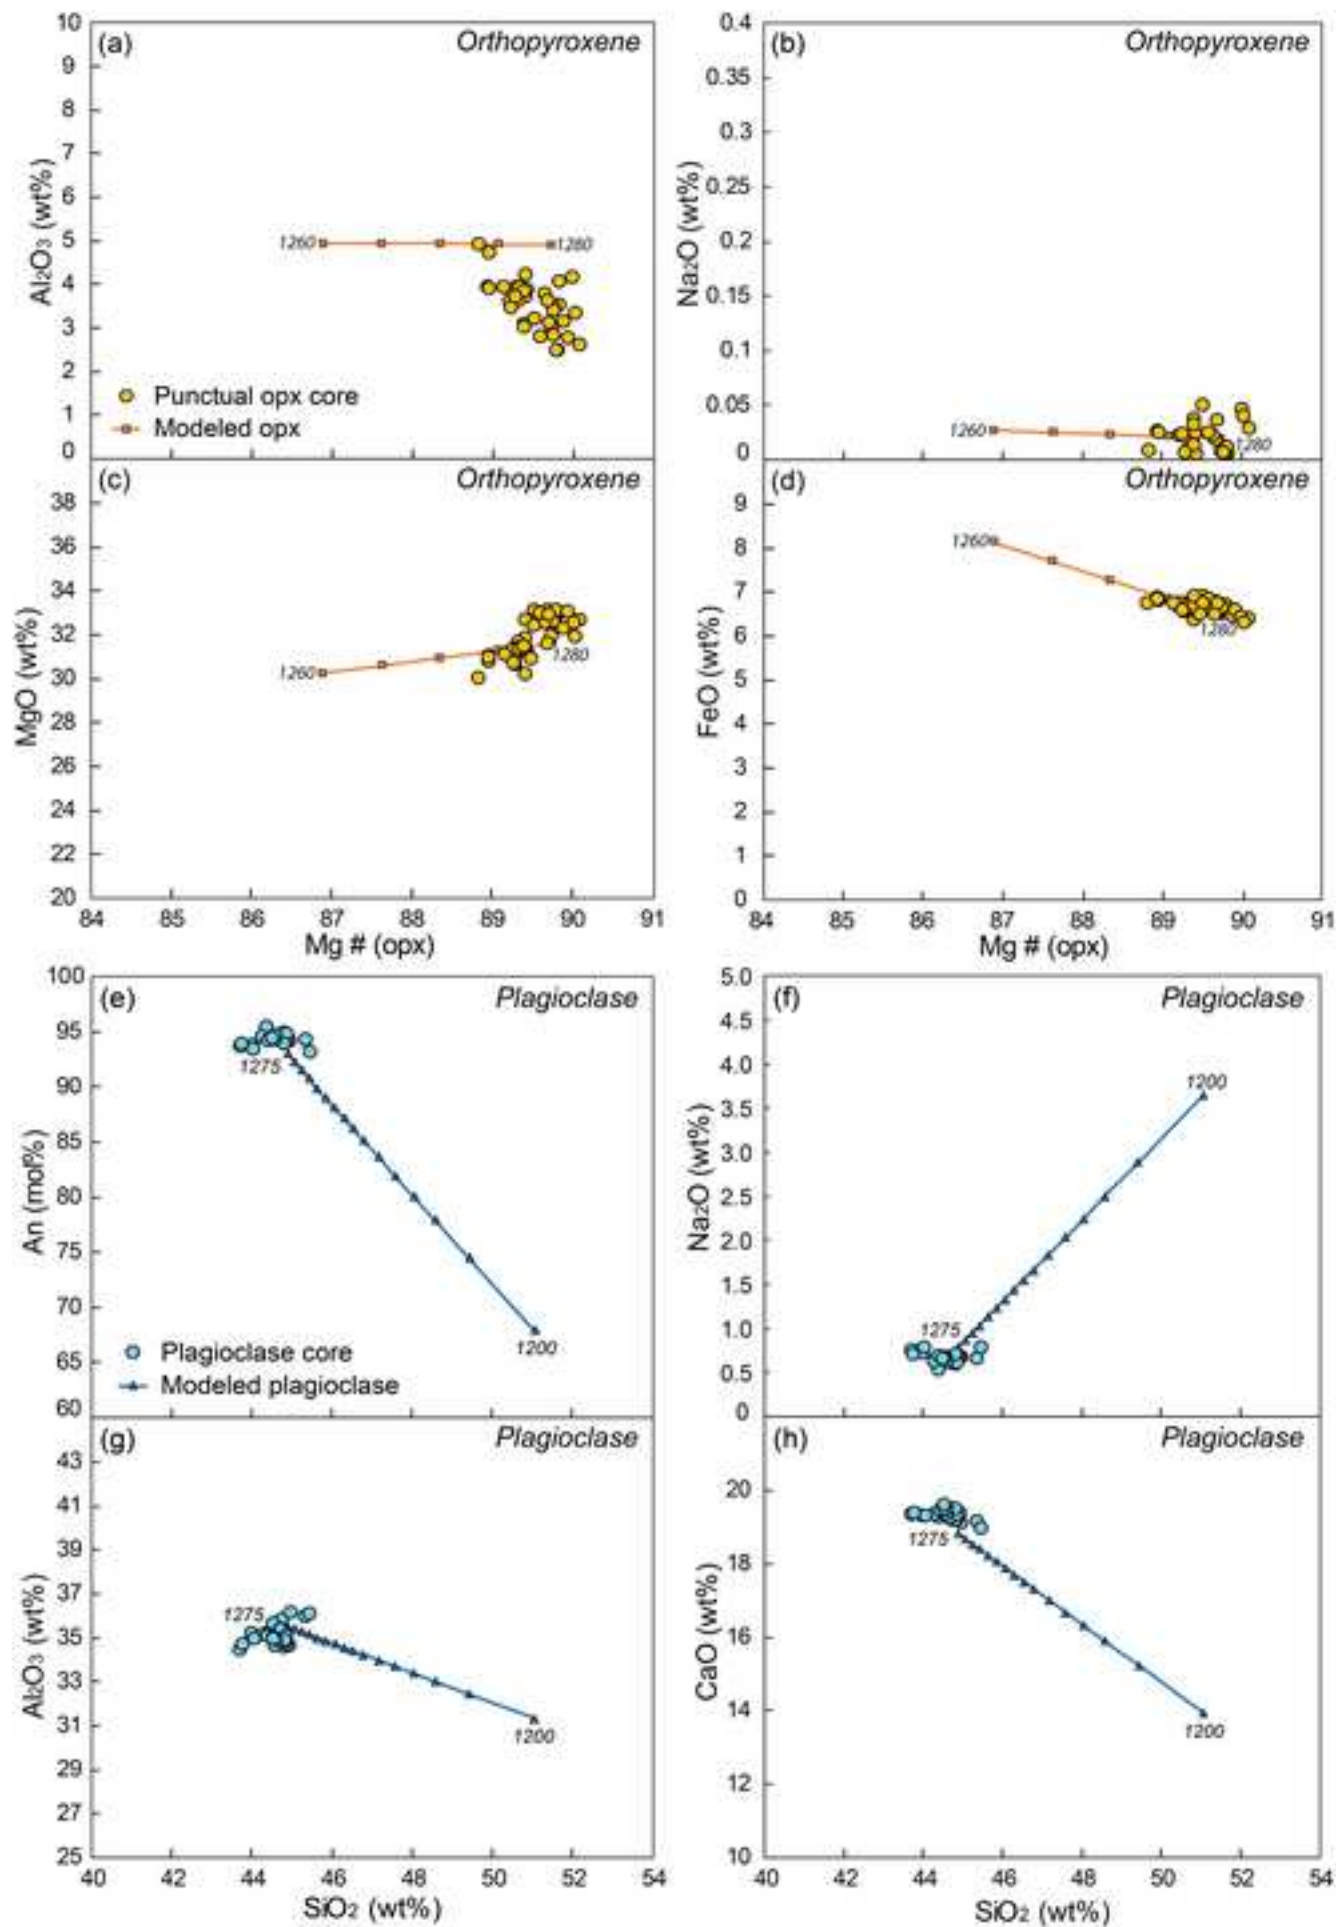 (a)
Orthopyroxene
10
9
8
7
6
5
4
3
2
1
0
Al₂O₃ (wt%)
1260
1280
Punctual opx core
Modeled opx
(b)
Orthopyroxene
0.4
0.35
0.3
0.25
0.2
0.15
0.1
0.05
0
Na₂O (wt%)
1260
1280
(c)
Orthopyroxene
38
36
34
32
30
28
26
24
22
20
MgO (wt%)
1260
1280
84 85 86 87 88 89 90 91
Mg # (opx)
(d)
Orthopyroxene
9
8
7
6
5
4
3
2
1
0
FeO (wt%)
1260
1280
84 85 86 87 88 89 90 91
Mg # (opx)
(e)
Plagioclase
100
95
90
85
80
75
70
65
60
An (mol%)
1275
1200
Plagioclase core
Modeled plagioclase
(f)
Plagioclase
5.0
4.5
4.0
3.5
3.0
2.5
2.0
1.5
1.0
0.5
0
Na₂O (wt%)
1275
1200
(g)
Plagioclase
43
41
39
37
35
33
31
29
27
25
Al₂O₃ (wt%)
1275
1200
40 42 44 46 48 50 52 54
SiO₂ (wt%)
(h)
Plagioclase
20
18
16
14
12
10
CaO (wt%)
1275
1200
40 42 44 46 48 50 52 54
SiO₂ (wt%)